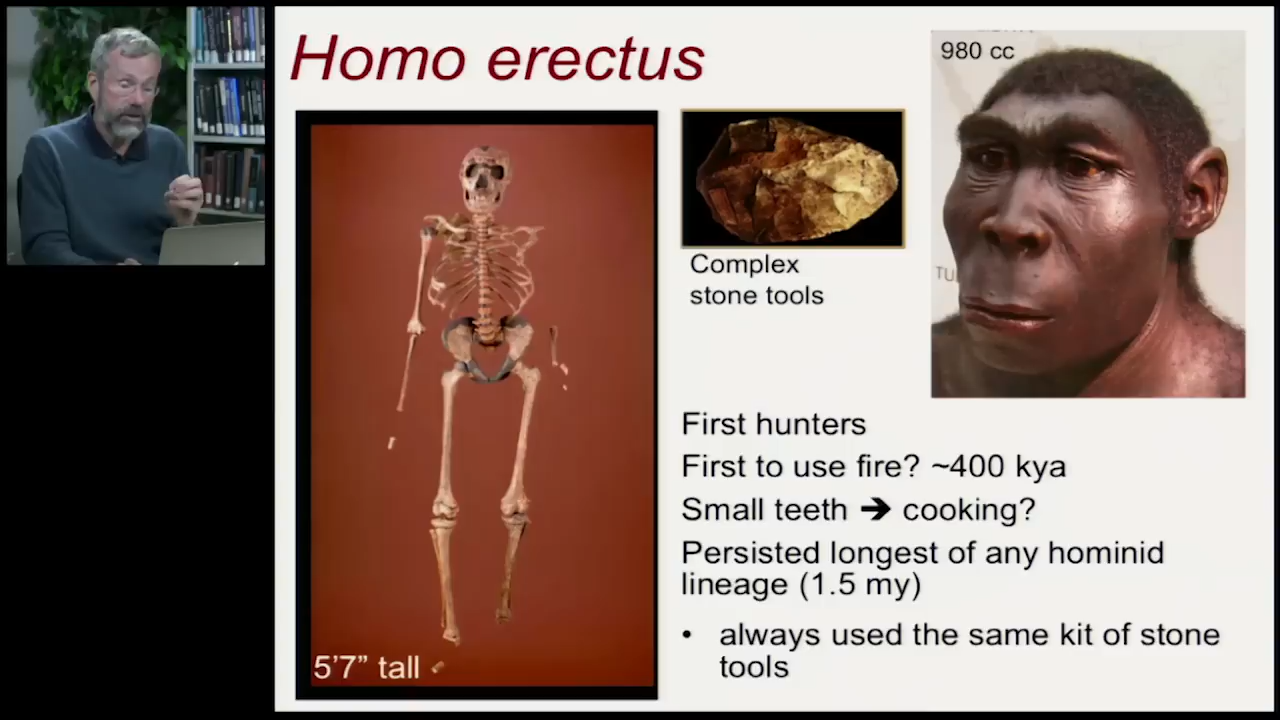 Homo erectus
980 cc
Complex
stone tools
First hunters
First to use fire? ~400 kya
Small teeth ➔ cooking?
Persisted longest of any hominid
lineage (1.5 my)
• always used the same kit of stone
tools
5’7” tall